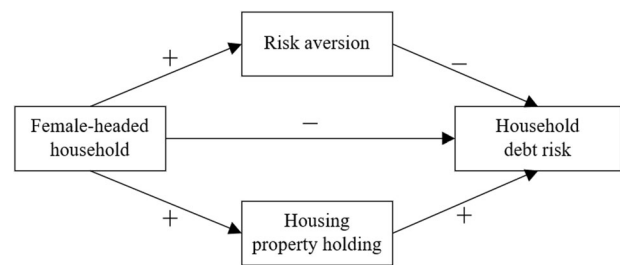 Risk aversion
+
−
Female-headed
household
−
Household
debt risk
+
Housing
property holding
+